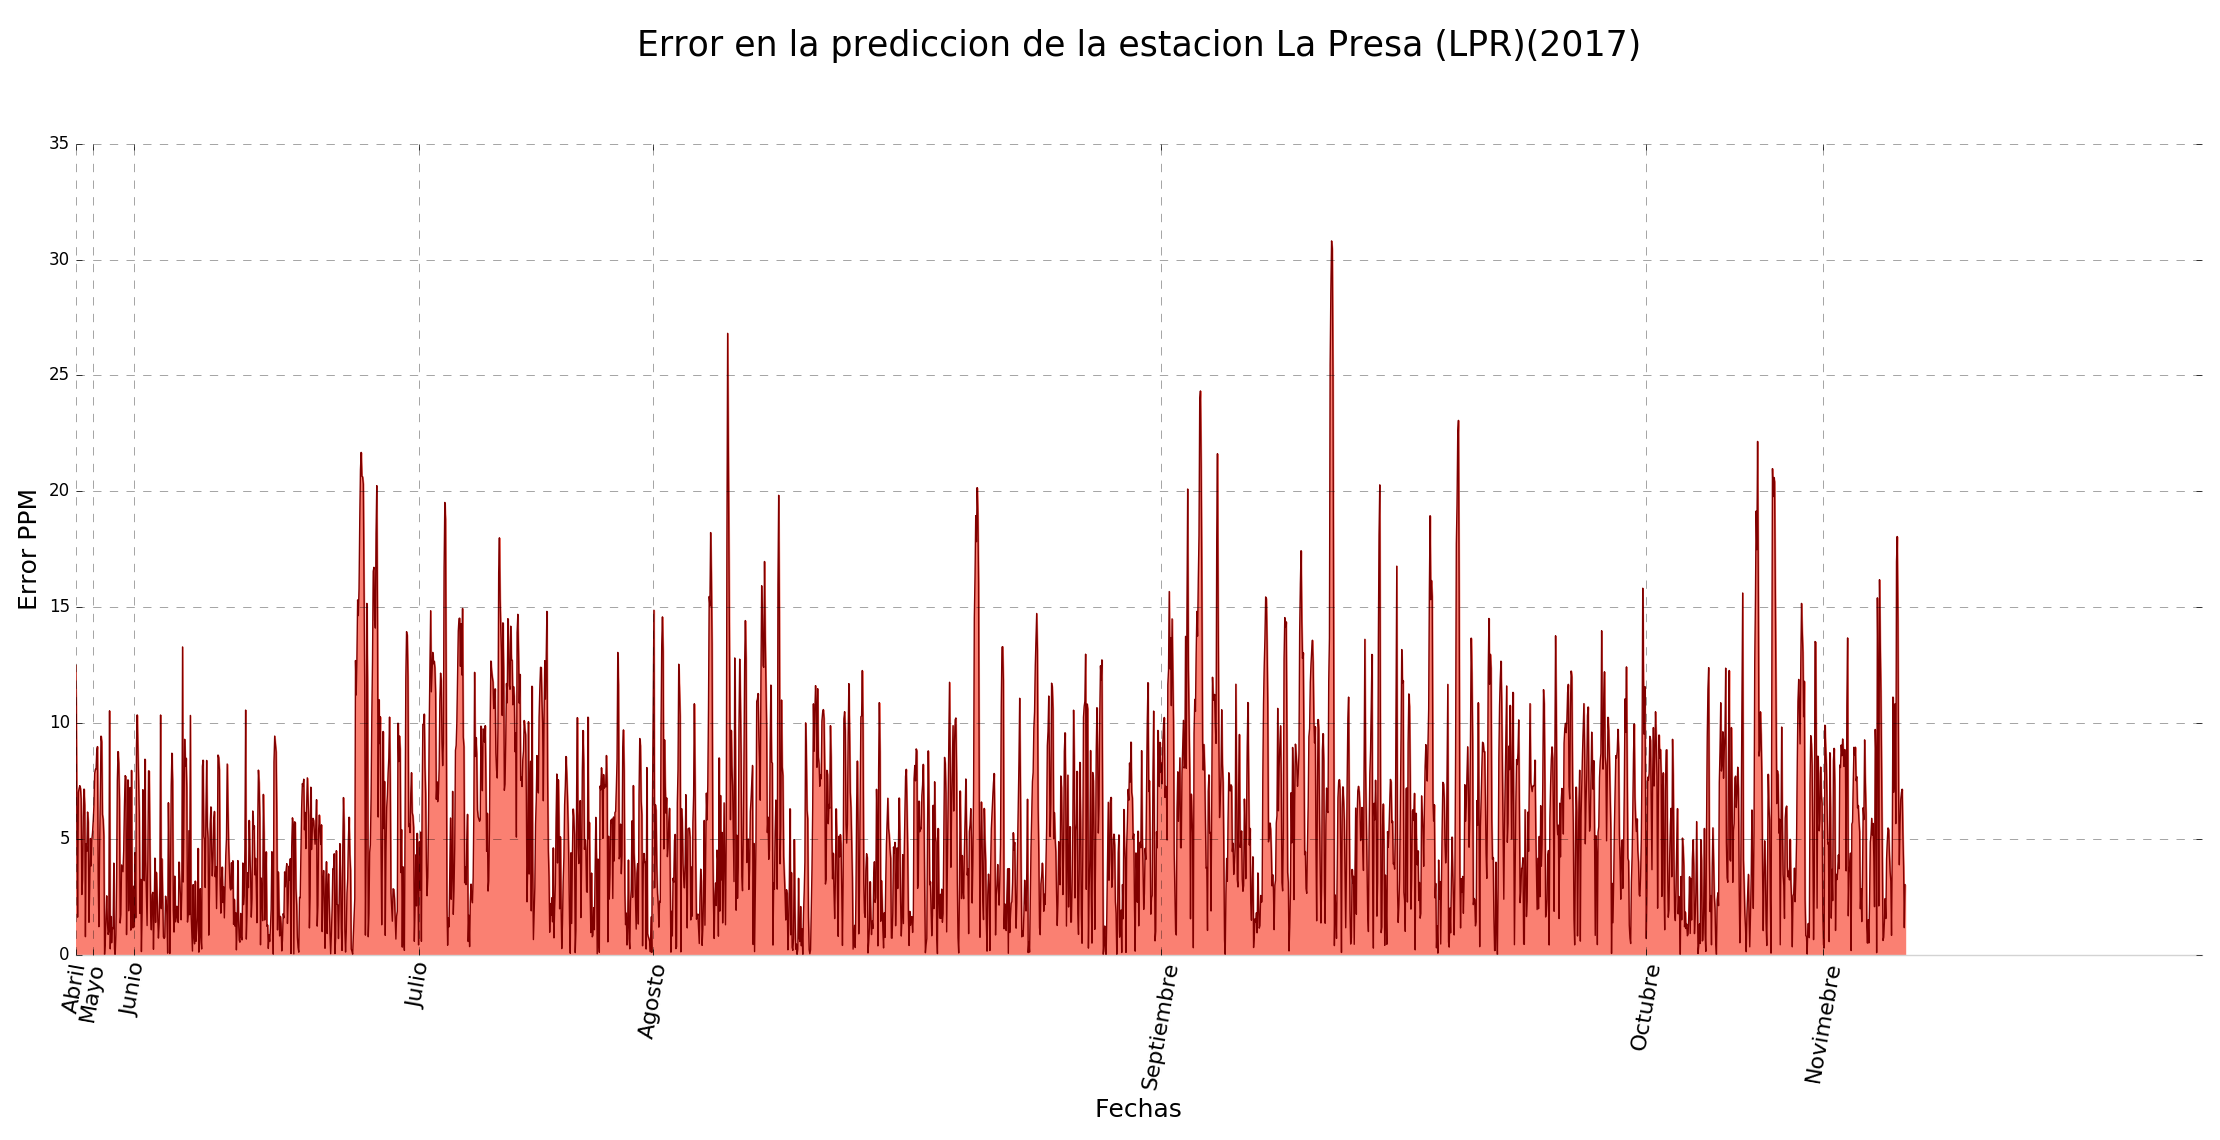 Error en la prediccion de la estacion La Presa (LPR)(2017)
35
30
25
20
15
10
5
0
Error PPM
Abril
Mayo
Junio
Julio
Agosto
Septiembre
Octubre
Novimebre
Fechas